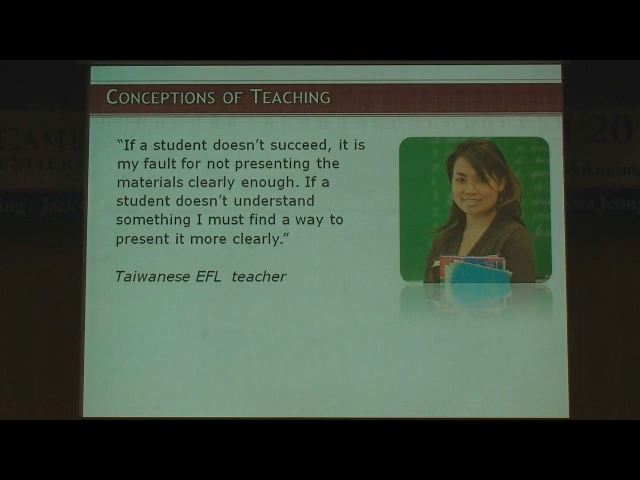 CONCEPTIONS OF TEACHING
“If a student doesn’t succeed, it is
my fault for not presenting the
materials clearly enough. If a
student doesn’t understand
something I must find a way to
present it more clearly.”
Taiwanese EFL teacher